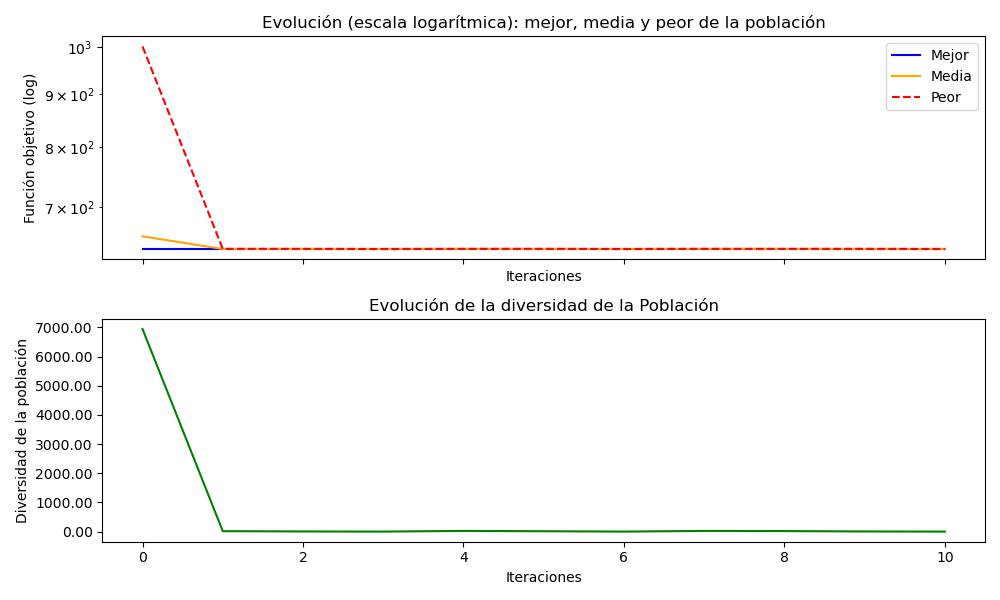 Evolución (escala logarítmica): mejor, media y peor de la población
Función objetivo (log)
10³
9 × 10²
8 × 10²
7 × 10²
Mejor
Media
Peor
Iteraciones
Evolución de la diversidad de la Población
Diversidad de la población
7000.00
6000.00
5000.00
4000.00
3000.00
2000.00
1000.00
0.00
0 2 4 6 8 10
Iteraciones